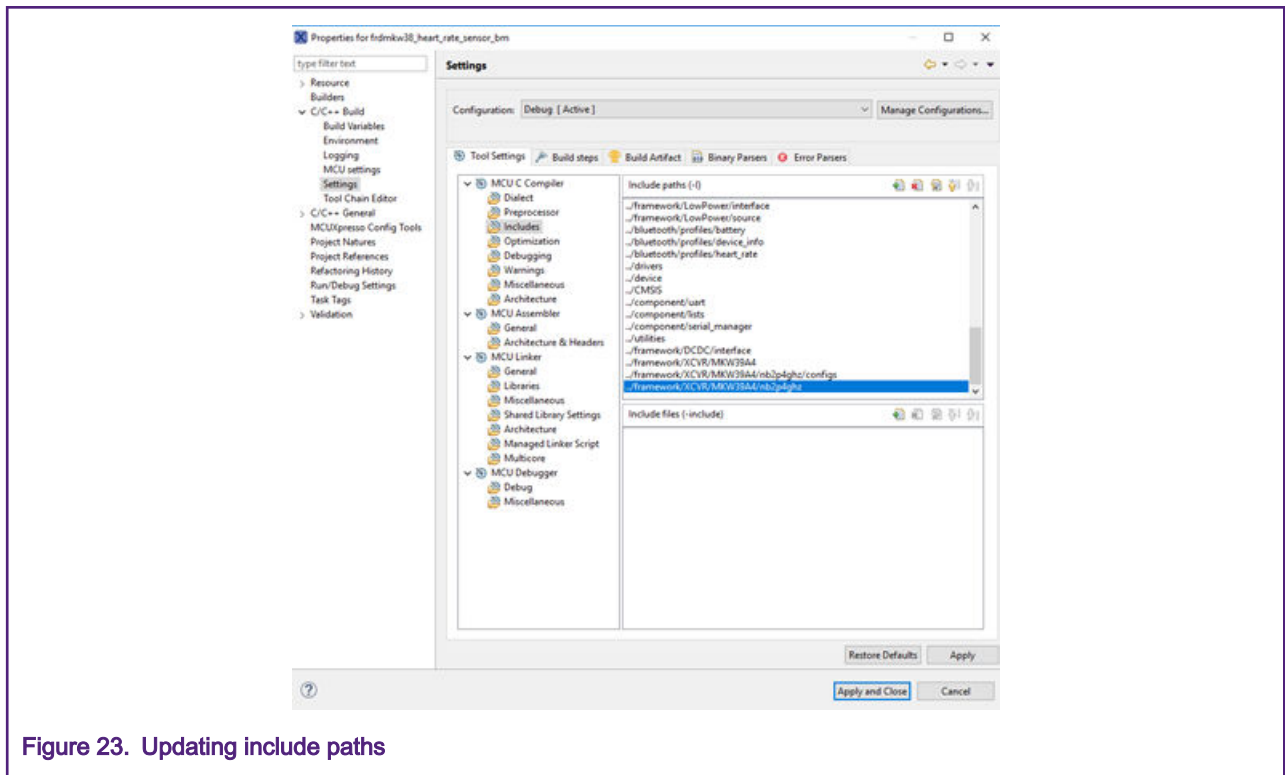 Properties for frdmkw38_heart_rate_sensor_bm
type filter text
Resource
Builders
C/C++ Build
Build Variables
Environment
Logging
MCU settings
Settings
Tool Chain Editor
C/C++ General
MCUXpresso Config Tools
Project Natures
Project References
Refactoring History
Run/Debug Settings
Task Tags
Validation
Settings
Configuration: Debug [ Active ]
Manage Configurations...
Tool Settings
Build steps
Build Artifact
Binary Parsers
Error Parsers
MCU C Compiler
Dialect
Preprocessor
Includes
Optimization
Debugging
Warnings
Miscellaneous
Architecture
MCU Assembler
General
Architecture & Headers
MCU Linker
General
Libraries
Miscellaneous
Shared Library Settings
Architecture
Managed Linker Script
Multicore
MCU Debugger
Debug
Miscellaneous
Include paths (-I)
../framework/LowPower/interface
../framework/LowPower/source
../bluetooth/profiles/battery
../bluetooth/profiles/device_info
../bluetooth/profiles/heart_rate
../drivers
../device
../CMSIS
../component/uart
../component/lists
../component/serial_manager
../utilities
../framework/DCDC/interface
../framework/XCVR/MKW39A4
../framework/XCVR/MKW39A4/nb2p4ghz/configs
../framework/XCVR/MKW39A4/nb2p4ghz
Include files (-include)
Restore Defaults
Apply
Apply and Close
Cancel
Figure 23. Updating include paths